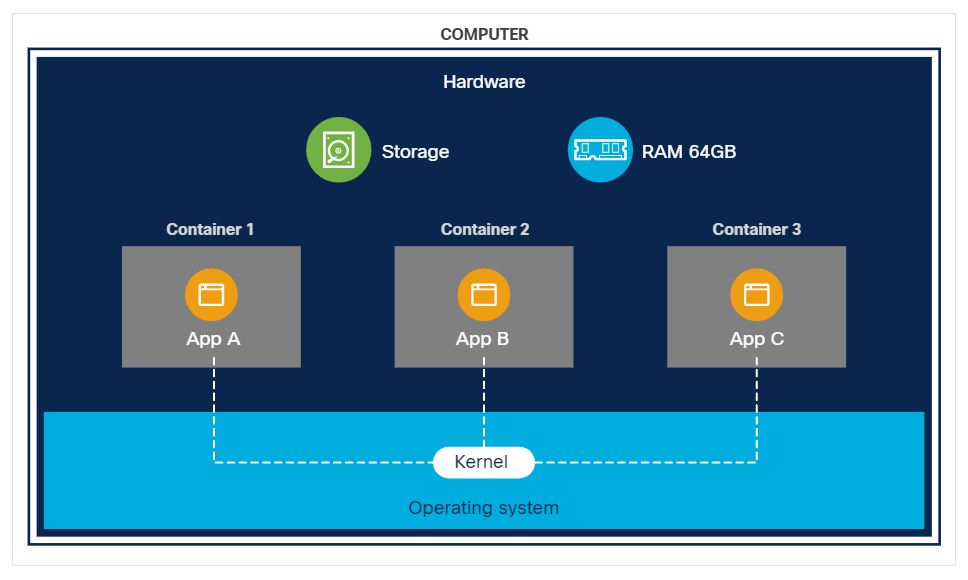 COMPUTER
Hardware
Storage
RAM 64GB
Container 1
Container 2
Container 3
App A
App B
App C
Kernel
Operating system